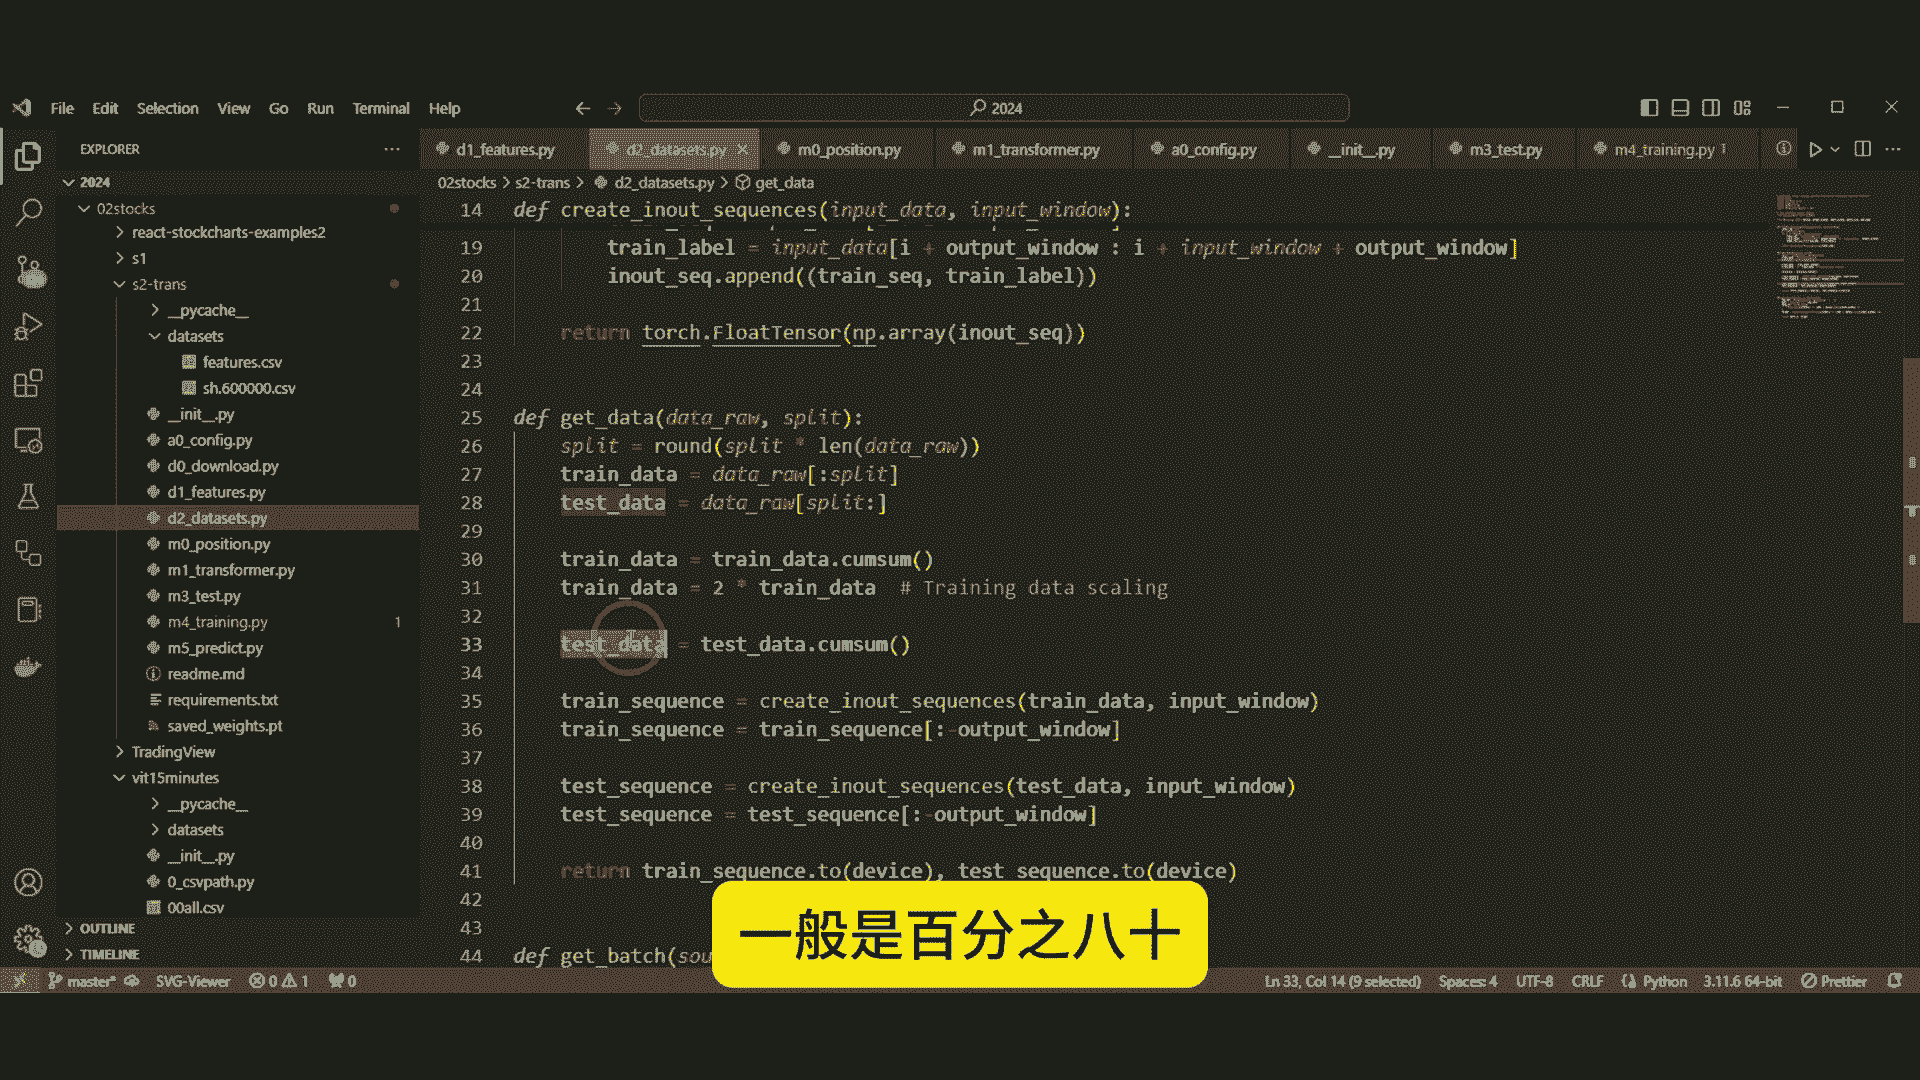 File Edit Selection View Go Run Terminal Help
2024
EXPLORER
2024
02stocks
react-stockcharts-examples2
s1
s2-trans
__pycache__
datasets
features.csv
sh.600000.csv
__init__.py
a0_config.py
d0_download.py
d1_features.py
d2_datasets.py
m0_position.py
m1_transformer.py
m3_test.py
m4_training.py 1
m5_predict.py
readme.md
requirements.txt
saved_weights.pt
TradingView
vit15minutes
__pycache__
datasets
__init__.py
0_csvpath.py
00all.csv
OUTLINE
TIMELINE
d1_features.py d2_datasets.py m0_position.py m1_transformer.py a0_config.py __init__.py m3_test.py m4_training.py 1
02stocks > s2-trans > d2_datasets.py > get_data
14 def create_inout_sequences(input_data, input_window):
19 train_label = input_data[i + output_window : i + input_window + output_window]
20 inout_seq.append((train_seq, train_label))
21
22 return torch.FloatTensor(np.array(inout_seq))
23
24
25 def get_data(data_raw, split):
26 split = round(split * len(data_raw))
27 train_data = data_raw[:split]
28 test_data = data_raw[split:]
29
30 train_data = train_data.cumsum()
31 train_data = 2 * train_data # Training data scaling
32
33 test_data = test_data.cumsum()
34
35 train_sequence = create_inout_sequences(train_data, input_window)
36 train_sequence = train_sequence[:-output_window]
37
38 test_sequence = create_inout_sequences(test_data, input_window)
39 test_sequence = test_sequence[:-output_window]
40
41 return train_sequence.to(device), test_sequence.to(device)
42
43
44 def get_batch(sou
一般是百分之八十
master* SVG-Viewer 0 1 0 Ln 33, Col 14 (9 selected) Spaces: 4 UTF-8 CRLF Python 3.11.6 64-bit Prettier